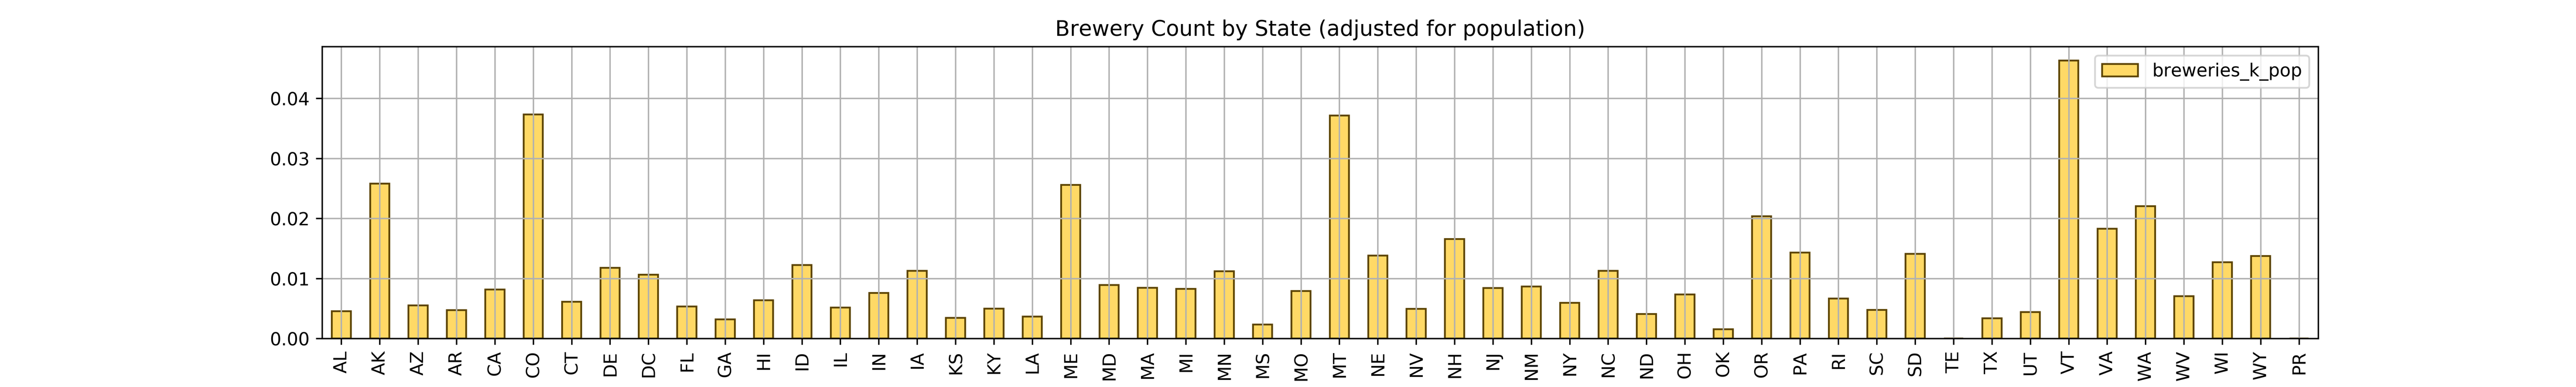 Brewery Count by State (adjusted for population)
breweries_k_pop
0.04
0.03
0.02
0.01
0.00
AL AK AZ AR CA CO CT DE DC FL GA HI ID IL IN IA KS KY LA ME MD MA MI MN MS MO MT NE NV NH NJ NM NY NC ND OH OK OR PA RI SC SD TE TX UT VT VA WA WV WI WY PR